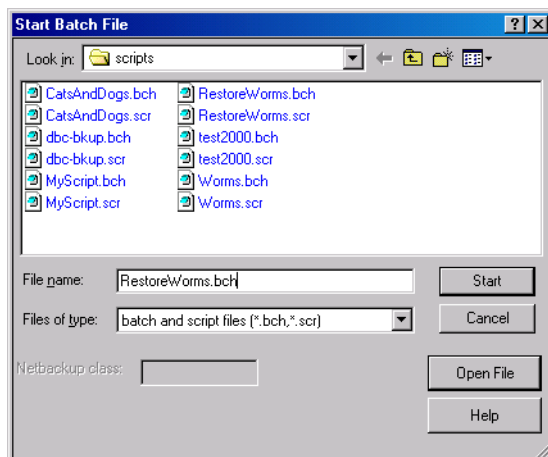 Start Batch File
Look in: scripts
CatsAndDogs.bch RestoreWorms.bch
CatsAndDogs.scr RestoreWorms.scr
dbc-bkup.bch test2000.bch
dbc-bkup.scr test2000.scr
MyScript.bch Worms.bch
MyScript.scr Worms.scr
File name: RestoreWorms.bch Start
Files of type: batch and script files (*.bch,*.scr) Cancel
Netbackup class: Open File
Help